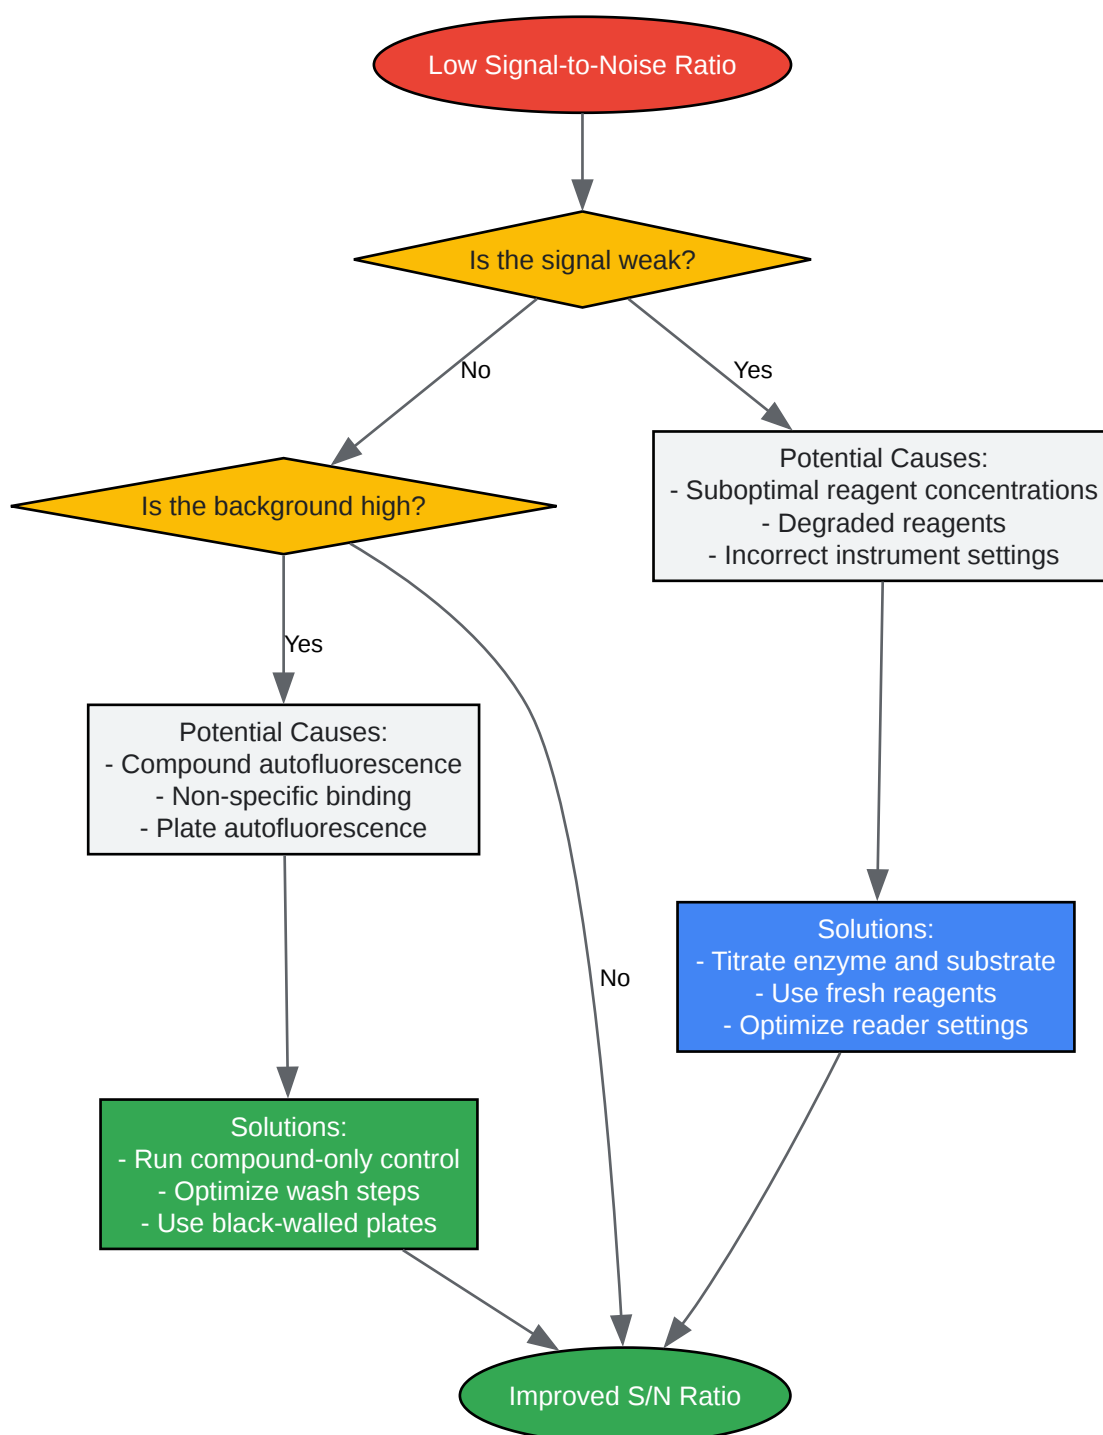 Low Signal-to-Noise Ratio
Is the signal weak?
No
Yes
Is the background high?
Potential Causes:
- Suboptimal reagent concentrations
- Degraded reagents
- Incorrect instrument settings
Yes
Potential Causes:
- Compound autofluorescence
- Non-specific binding
- Plate autofluorescence
No
Solutions:
- Titrate enzyme and substrate
- Use fresh reagents
- Optimize reader settings
Solutions:
- Run compound-only control
- Optimize wash steps
- Use black-walled plates
Improved S/N Ratio